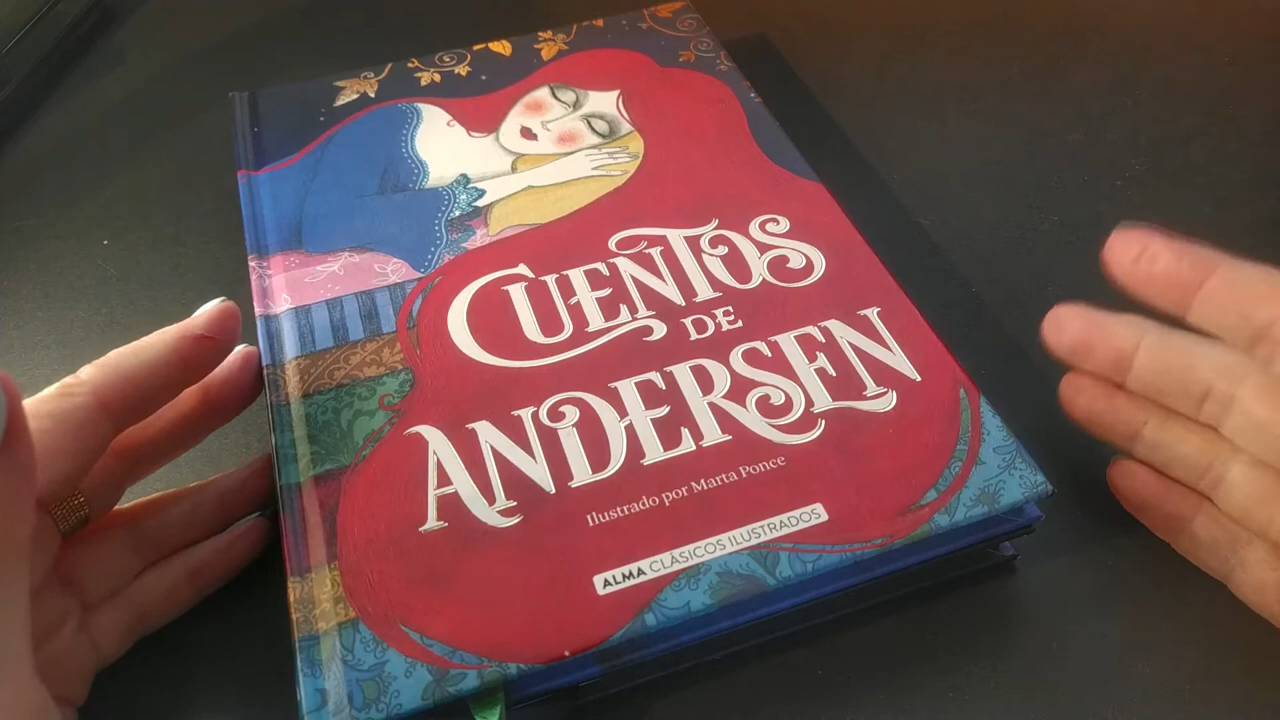 CUENTOS
DE
ANDERSEN
Ilustrado por Marta Ponce
ALMA CLÁSICOS ILUSTRADOS